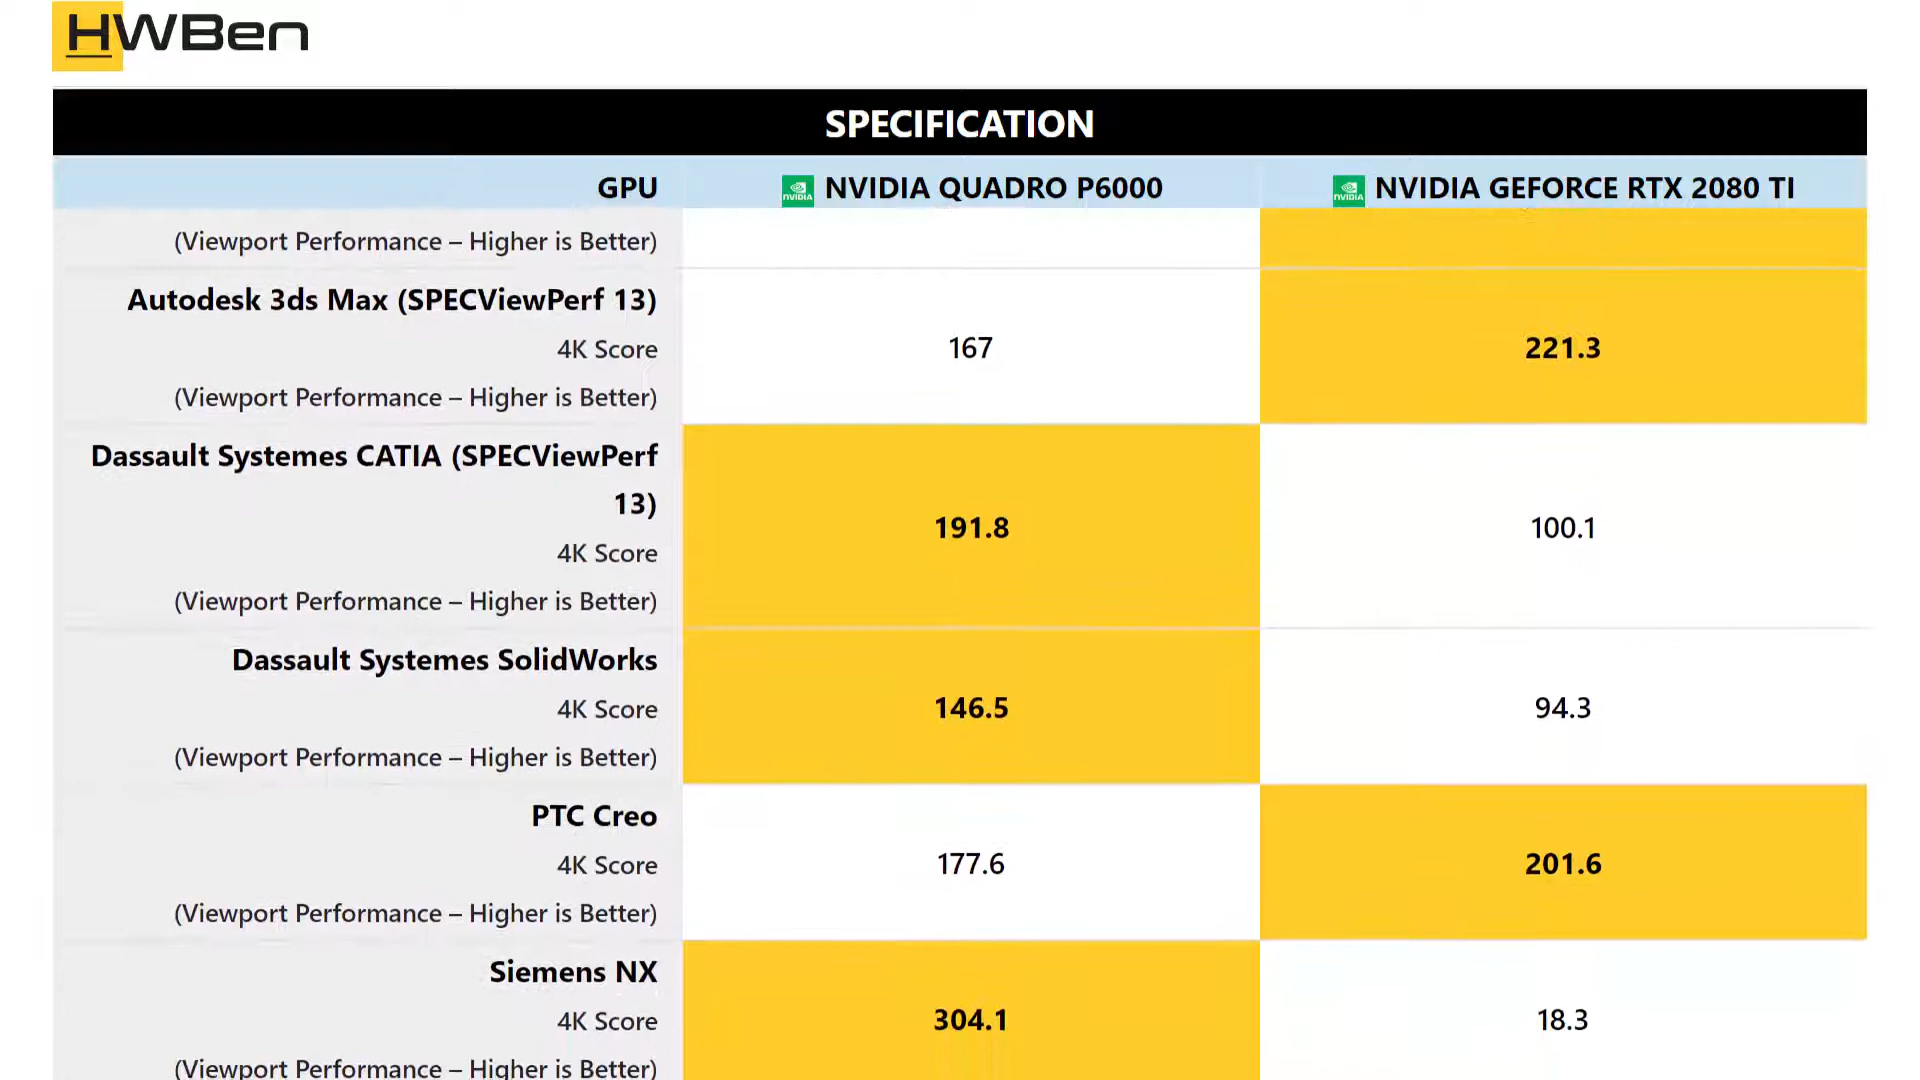 HWBen
SPECIFICATION
GPU NVIDIA NVIDIA QUADRO P6000 NVIDIA NVIDIA GEFORCE RTX 2080 TI
(Viewport Performance – Higher is Better)
Autodesk 3ds Max (SPECViewPerf 13)
4K Score 167 221.3
(Viewport Performance – Higher is Better)
Dassault Systemes CATIA (SPECViewPerf
13)
191.8 100.1
4K Score
(Viewport Performance – Higher is Better)
Dassault Systemes SolidWorks
4K Score 146.5 94.3
(Viewport Performance – Higher is Better)
PTC Creo
4K Score 177.6 201.6
(Viewport Performance – Higher is Better)
Siemens NX
4K Score 304.1 18.3
(Viewport Performance – Higher is Better)